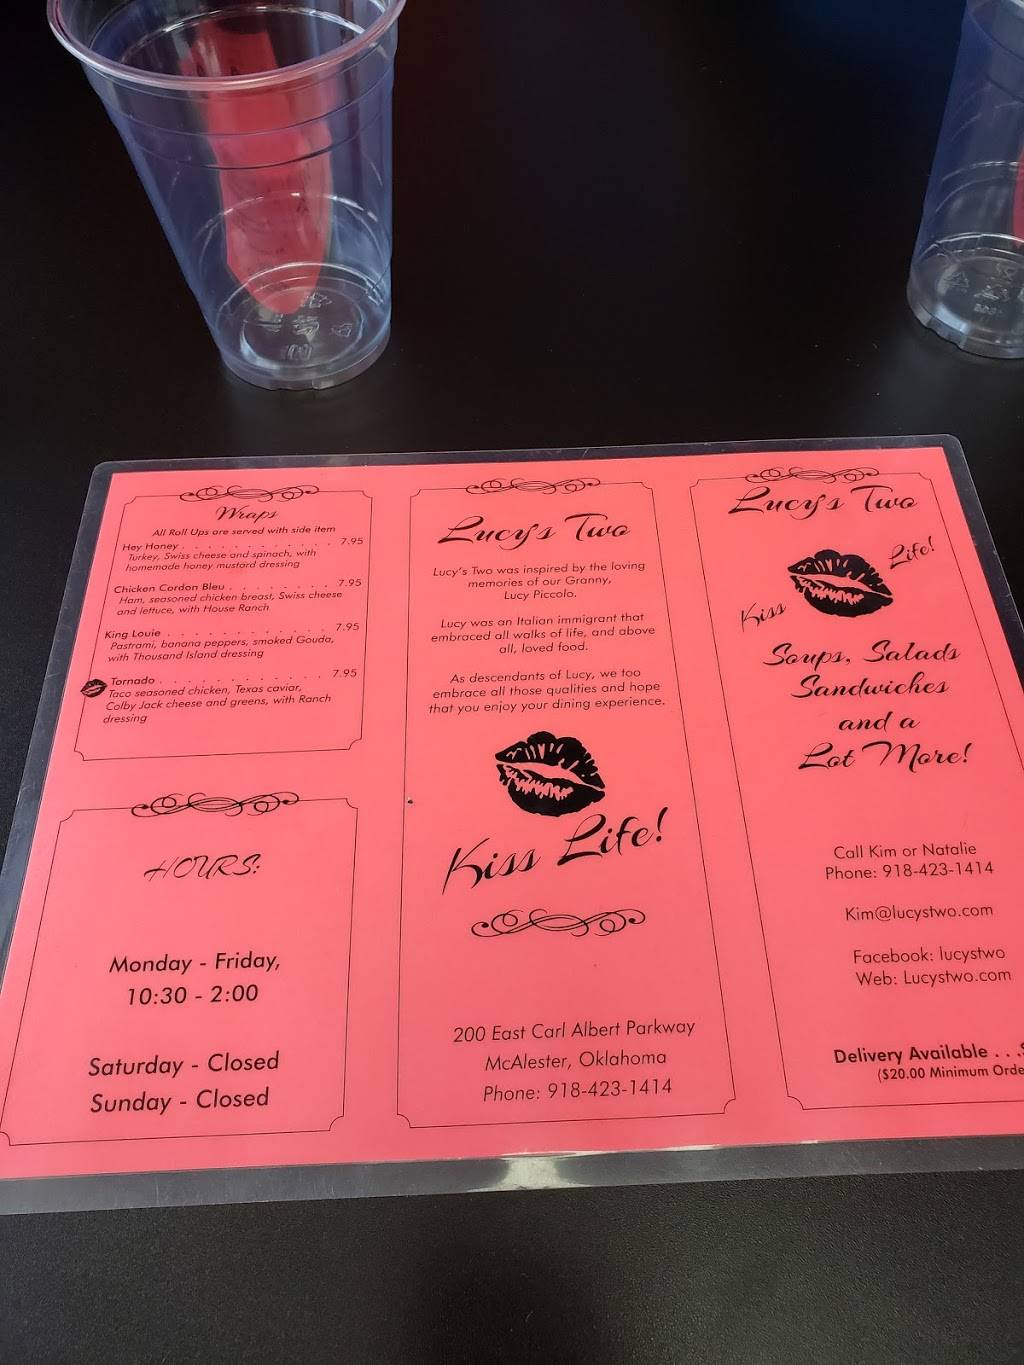 Wraps
All Roll Ups are served with side item
Hey Honey . . . . . . . . . . . . 7.95
Turkey, Swiss cheese and spinach, with
homemade honey mustard dressing
Chicken Cordon Bleu . . . . . . . . 7.95
Ham, seasoned chicken breast, Swiss cheese
and lettuce, with House Ranch
King Louie . . . . . . . . . . . . 7.95
Pastrami, banana peppers, smoked Gouda,
with Thousand Island dressing
Tornado . . . . . . . . . . . . 7.95
Taco seasoned chicken, Texas caviar,
Colby Jack cheese and greens, with Ranch
dressing
HOURS:
Monday - Friday,
10:30 - 2:00
Saturday - Closed
Sunday - Closed
Lucy's Two
Lucy's Two was inspired by the loving
memories of our Granny,
Lucy Piccolo.
Lucy was an Italian immigrant that
embraced all walks of life, and above
all, loved food.
As descendants of Lucy, we too
embrace all those qualities and hope
that you enjoy your dining experience.
Kiss Life!
200 East Carl Albert Parkway
McAlester, Oklahoma
Phone: 918-423-1414
Lucy's Two
Kiss Life!
Soups, Salads
Sandwiches
and a
Lot More!
Call Kim or Natalie
Phone: 918-423-1414
Kim@lucystwo.com
Facebook: lucystwo
Web: Lucystwo.com
Delivery Available . . .
($20.00 Minimum Orde